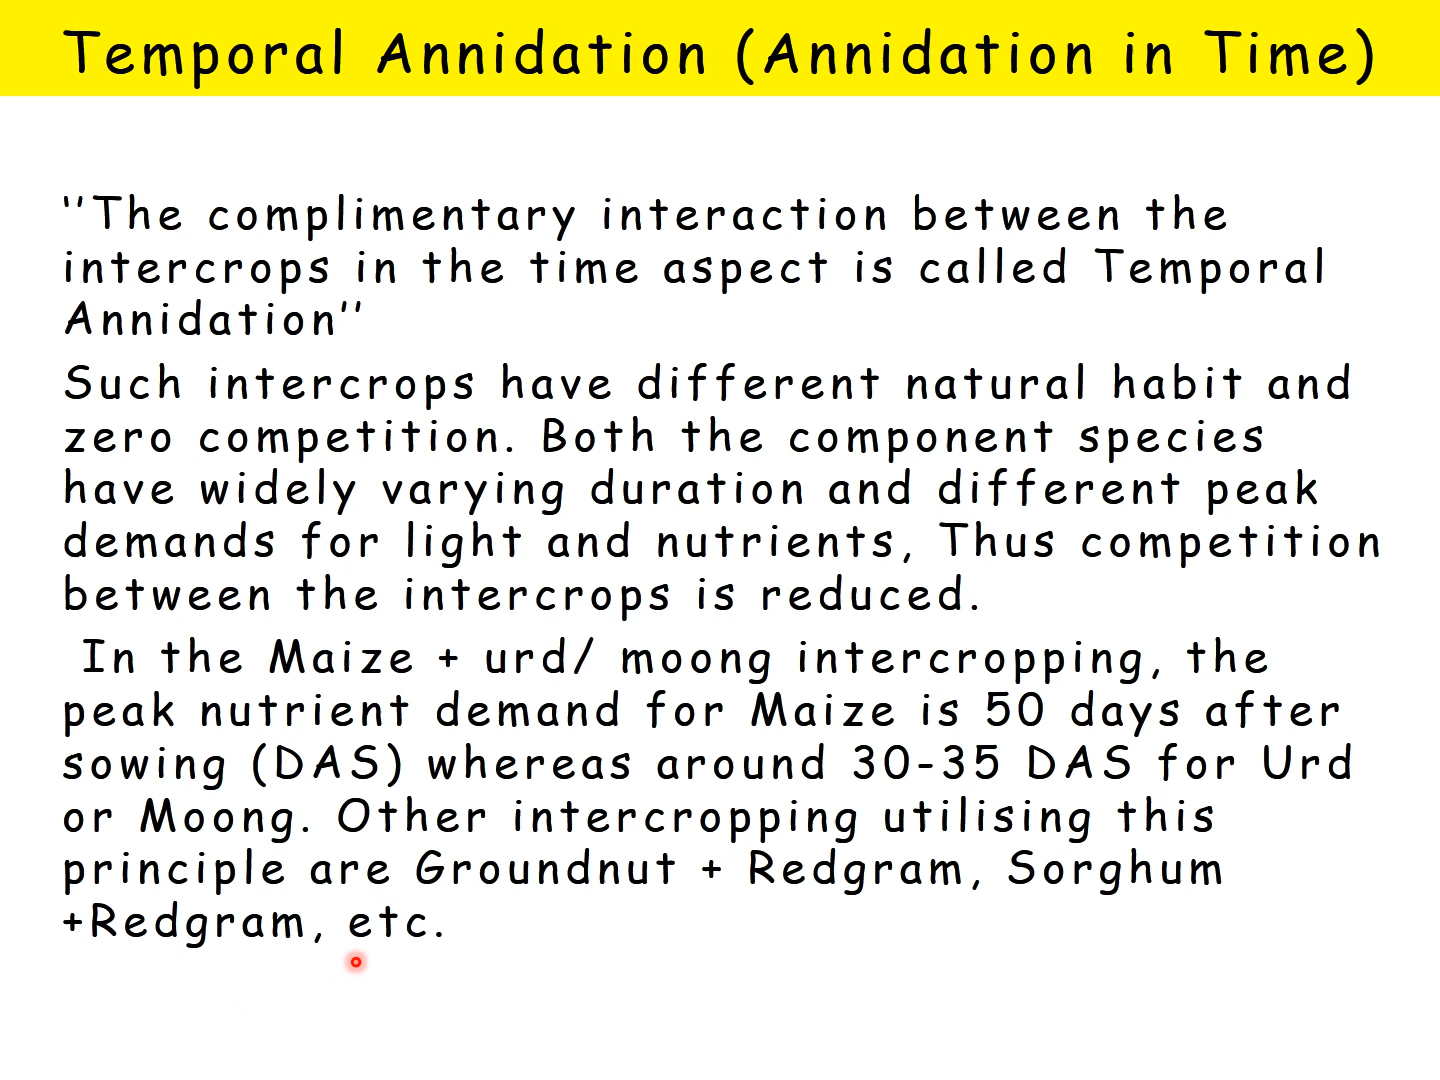 Temporal Annidation (Annidation in Time)
‘’The complimentary interaction between the
intercrops in the time aspect is called Temporal
Annidation’’
Such intercrops have different natural habit and
zero competition. Both the component species
have widely varying duration and different peak
demands for light and nutrients, Thus competition
between the intercrops is reduced.
In the Maize + urd/ moong intercropping, the
peak nutrient demand for Maize is 50 days after
sowing (DAS) whereas around 30-35 DAS for Urd
or Moong. Other intercropping utilising this
principle are Groundnut + Redgram, Sorghum
+Redgram, etc.